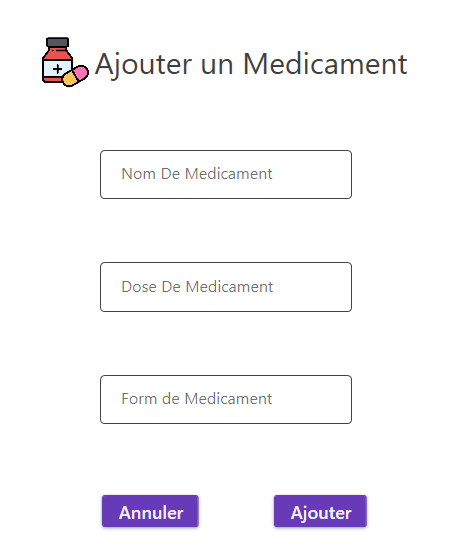 Ajouter un Medicament
Nom De Medicament
Dose De Medicament
Form de Medicament
Annuler
Ajouter